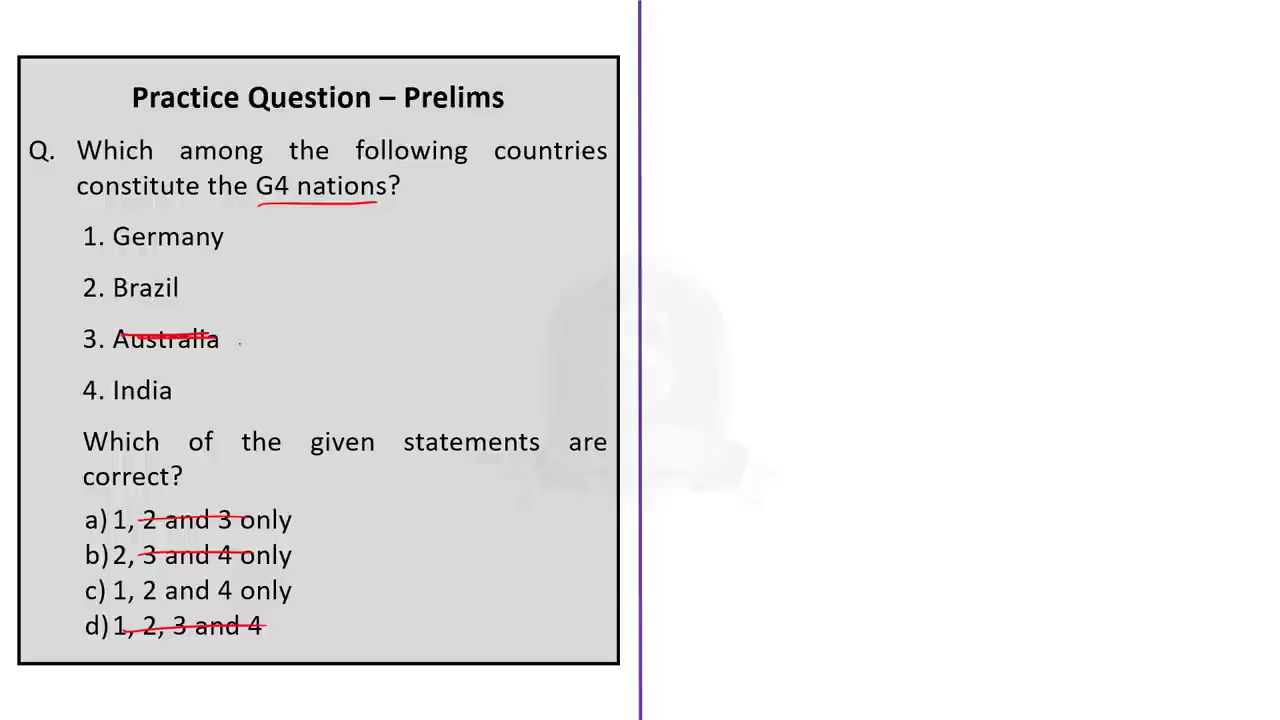 Practice Question – Prelims
Q. Which among the following countries
constitute the G4 nations?
1. Germany
2. Brazil
3. Australia
4. India
Which of the given statements are
correct?
a) 1, 2 and 3 only
b) 2, 3 and 4 only
c) 1, 2 and 4 only
d) 1, 2, 3 and 4